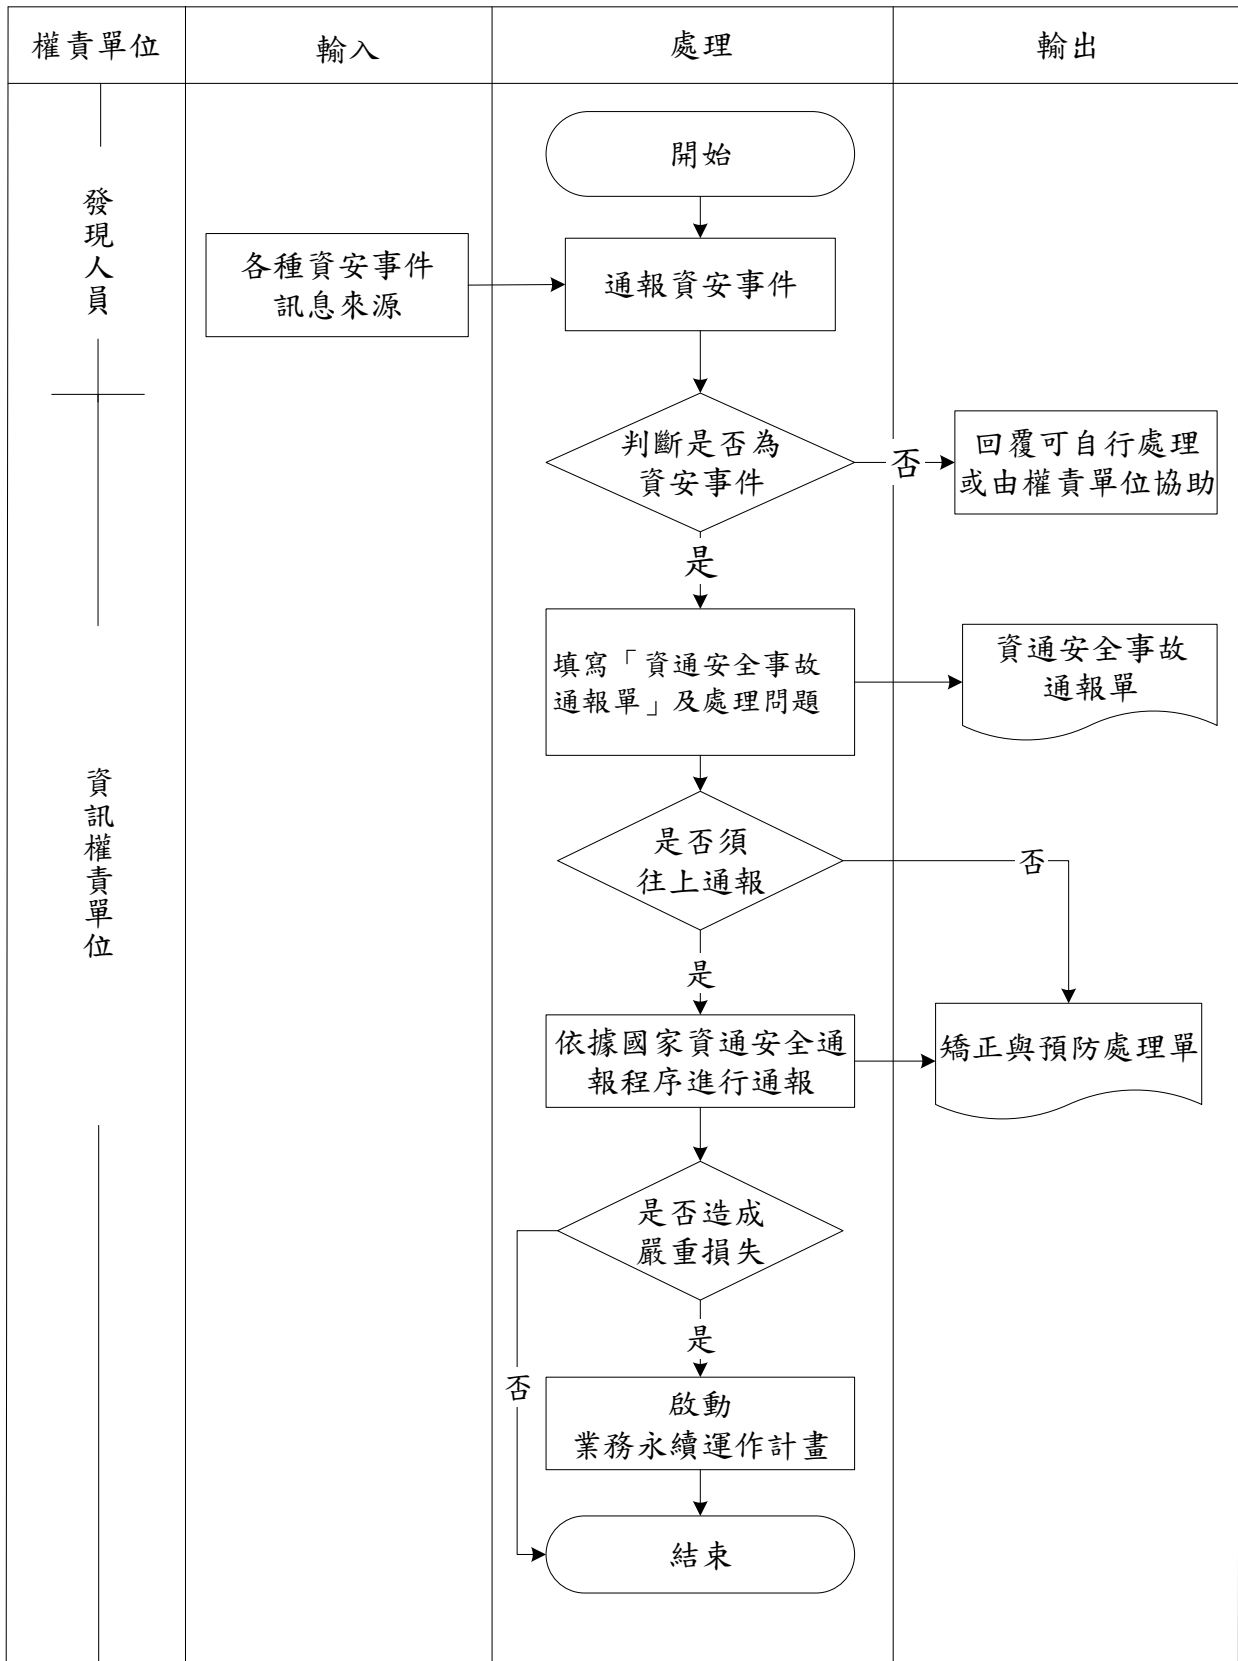 權責單位
輸入
處理
輸出
發現人員
資訊權責單位
開始
各種資安事件
訊息來源
通報資安事件
判斷是否為
資安事件
否
回覆可自行處理
或由權責單位協助
是
填寫「資通安全事故
通報單」及處理問題
資通安全事故
通報單
是否須
往上通報
否
是
依據國家資通安全通
報程序進行通報
矯正與預防處理單
是否造成
嚴重損失
是
否
啟動
業務永續運作計畫
結束